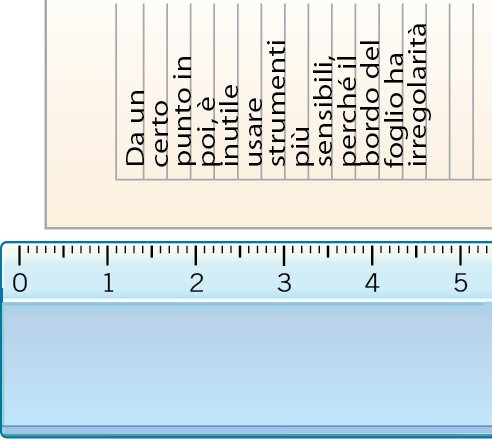 Da un
certo
punto in
poi, è
inutile
usare
strumenti
più
sensibili,
perché il
bordo del
foglio ha
irregolarità
0 1 2 3 4 5